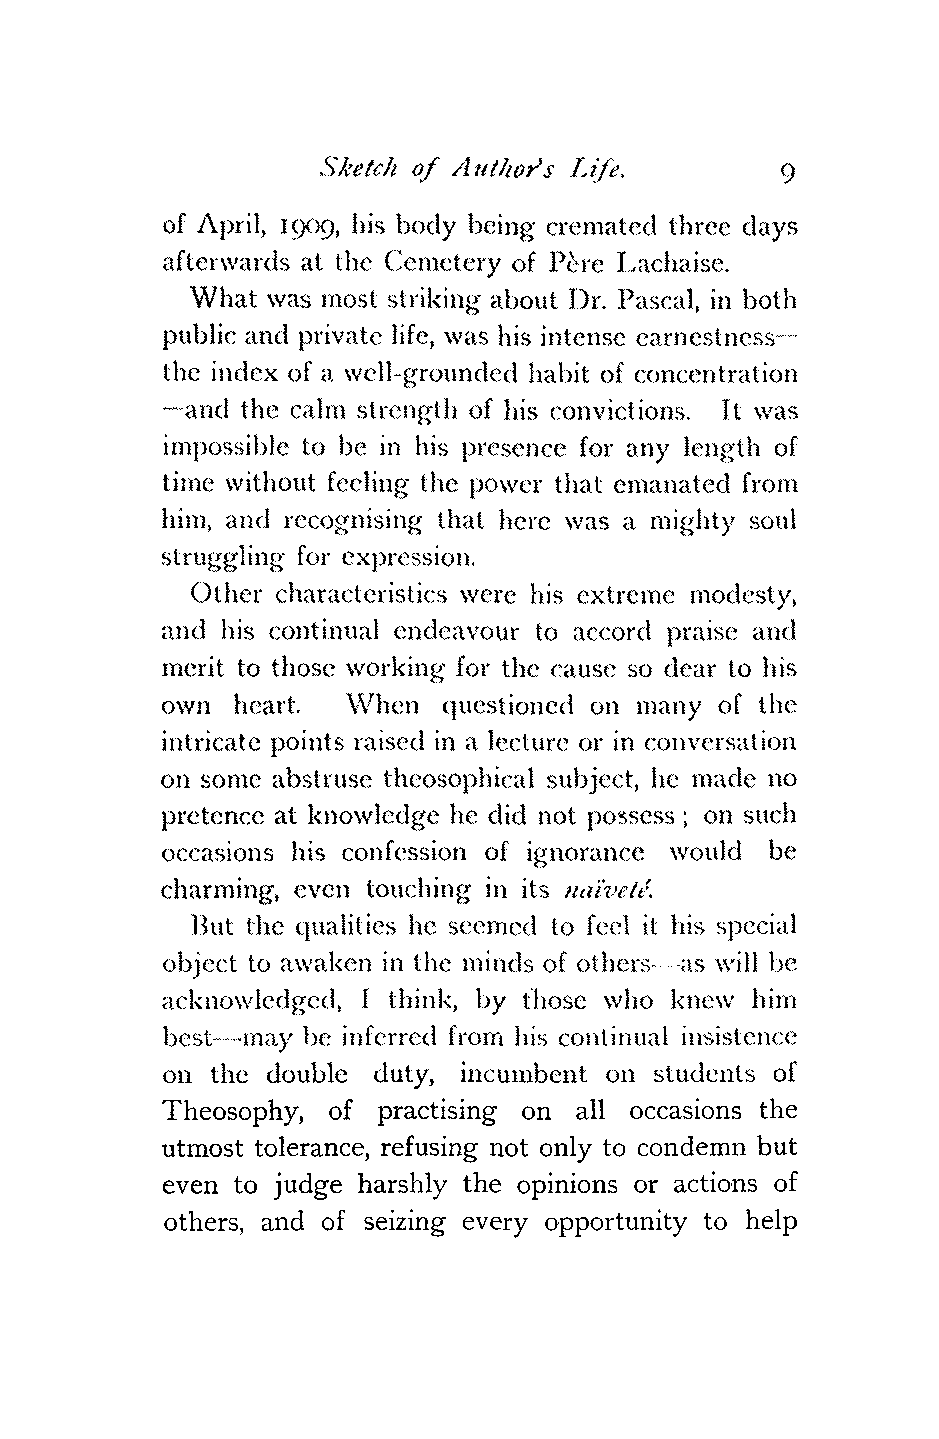 Sketch of Author's Life. 9
of April, 1909, his body being cremated three days
afterwards at the Cemetery of Père Lachaise.
What was most striking about Dr. Pascal, in both
public and private life, was his intense earnestness—
the index of a well-grounded habit of concentration
—and the calm strength of his convictions. It was
impossible to be in his presence for any length of
time without feeling the power that emanated from
him, and recognising that here was a mighty soul
struggling for expression.
Other characteristics were his extreme modesty,
and his continual endeavour to accord praise and
merit to those working for the cause so dear to his
own heart. When questioned on many of the
intricate points raised in a lecture or in conversation
on some abstruse theosophical subject, he made no
pretence at knowledge he did not possess ; on such
occasions his confession of ignorance would be
charming, even touching in its naïveté.
But the qualities he seemed to feel it his special
object to awaken in the minds of others—as will be
acknowledged, I think, by those who knew him
best—may be inferred from his continual insistence
on the double duty, incumbent on students of
Theosophy, of practising on all occasions the
utmost tolerance, refusing not only to condemn but
even to judge harshly the opinions or actions of
others, and of seizing every opportunity to help